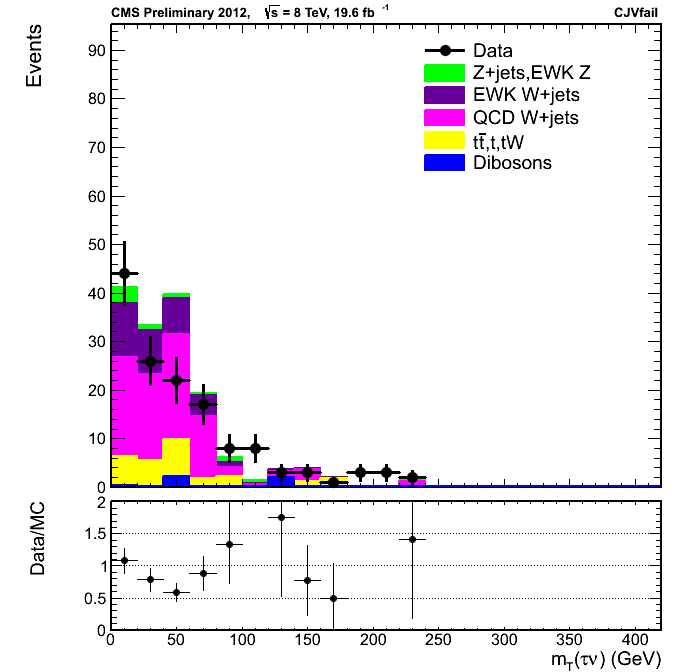 CMS Preliminary 2012, √s = 8 TeV, 19.6 fb⁻¹ CJVfail
Events
90
80
70
60
50
40
30
20
10
0
Data
Z+jets,EWK Z
EWK W+jets
QCD W+jets
tt̄,t,tW
Dibosons
Data/MC
2
1.5
1
0.5
0
0 50 100 150 200 250 300 350 400
m_T(τν) (GeV)